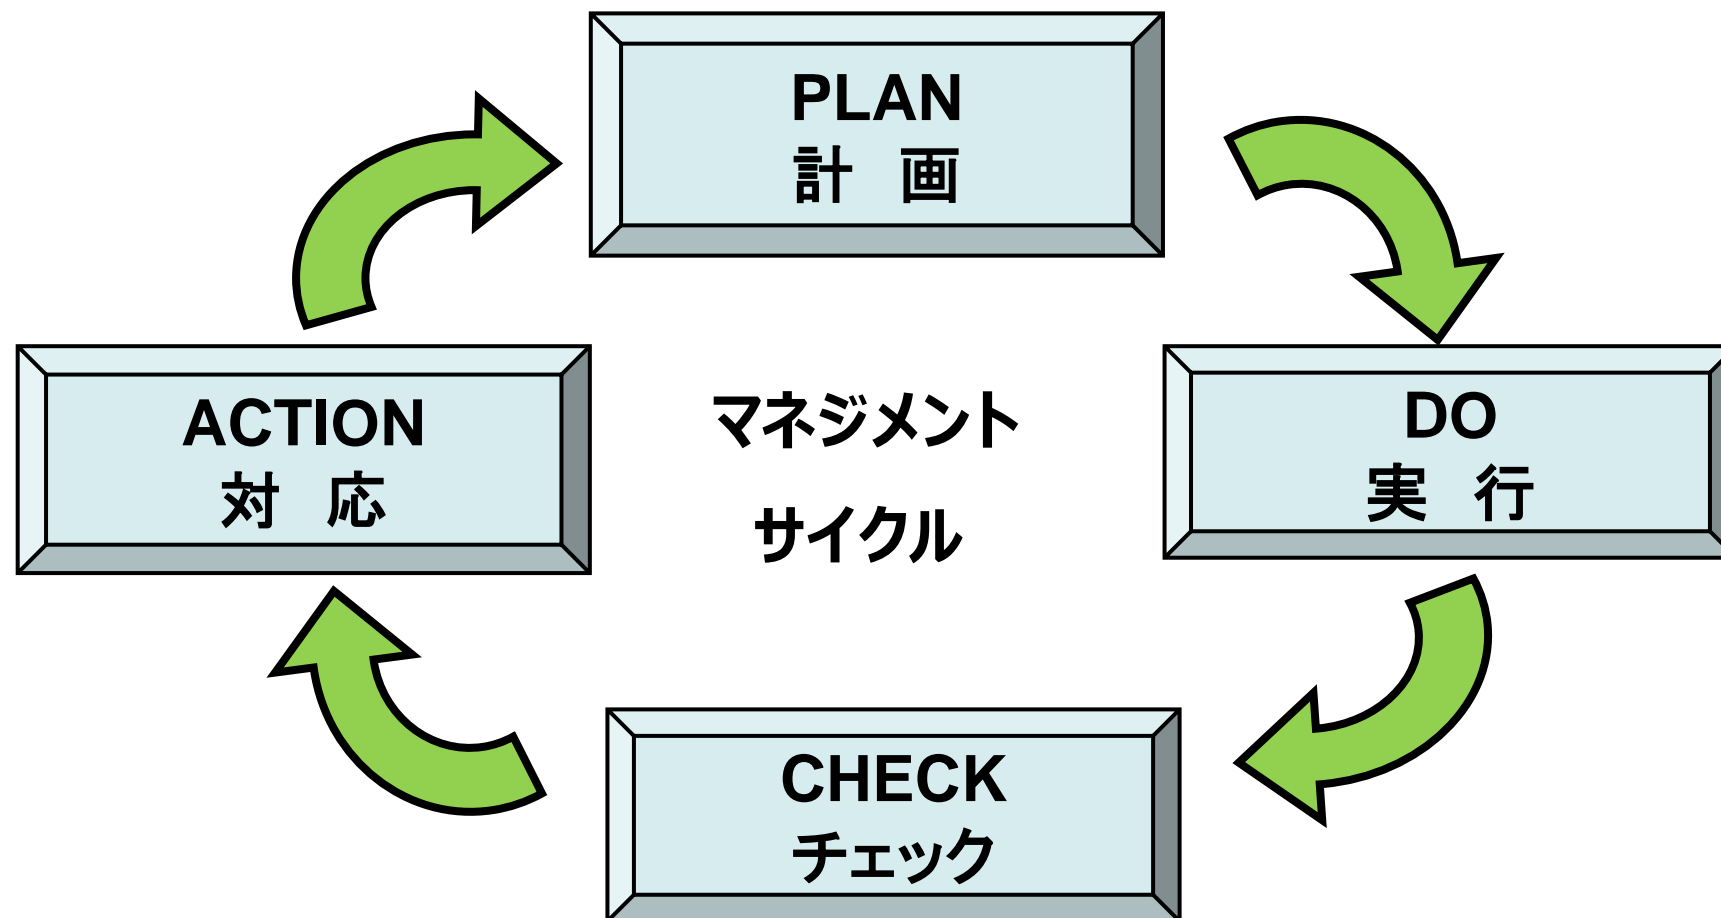 PLAN
計 画
ACTION
対 応
マネジメント
サイクル
DO
実 行
CHECK
チェック